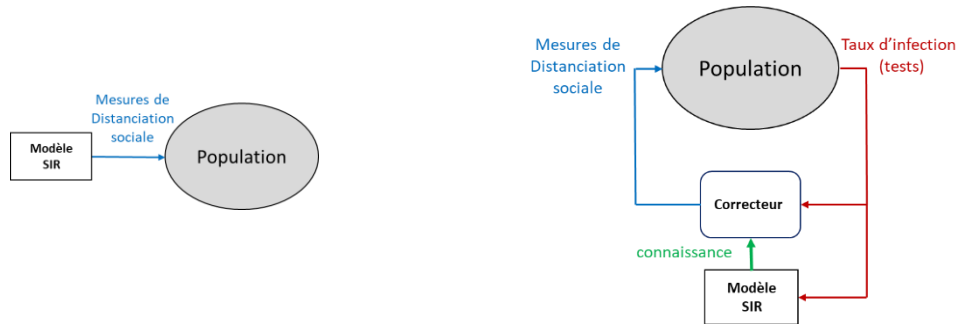 Mesures de
Distanciation
sociale
Modèle
SIR
Population
Mesures de
Distanciation
sociale
Population
Taux d'infection
(tests)
Correcteur
connaissance
Modèle
SIR